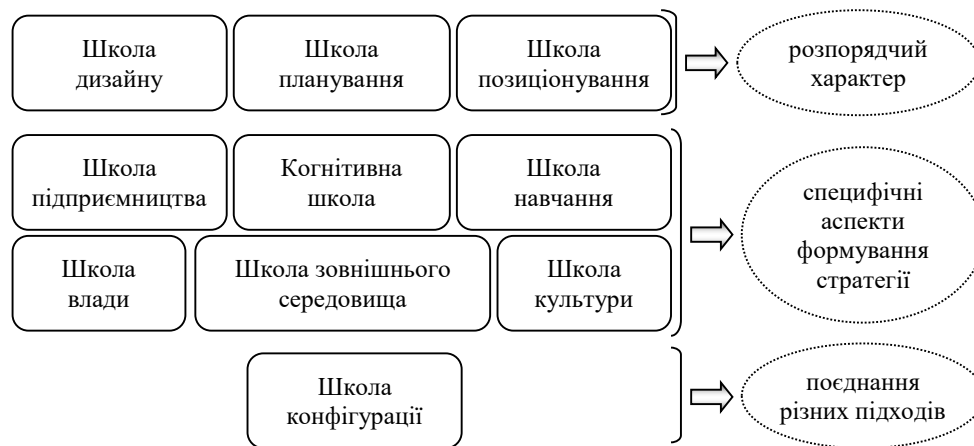 Школа
дизайну
Школа
планування
Школа
позиціонування
розпорядчий
характер
Школа
підприємництва
Когнітивна
школа
Школа
навчання
Школа
влади
Школа зовнішнього
середовища
Школа
культури
специфічні
аспекти
формування
стратегії
Школа
конфігурації
поєднання
різних підходів